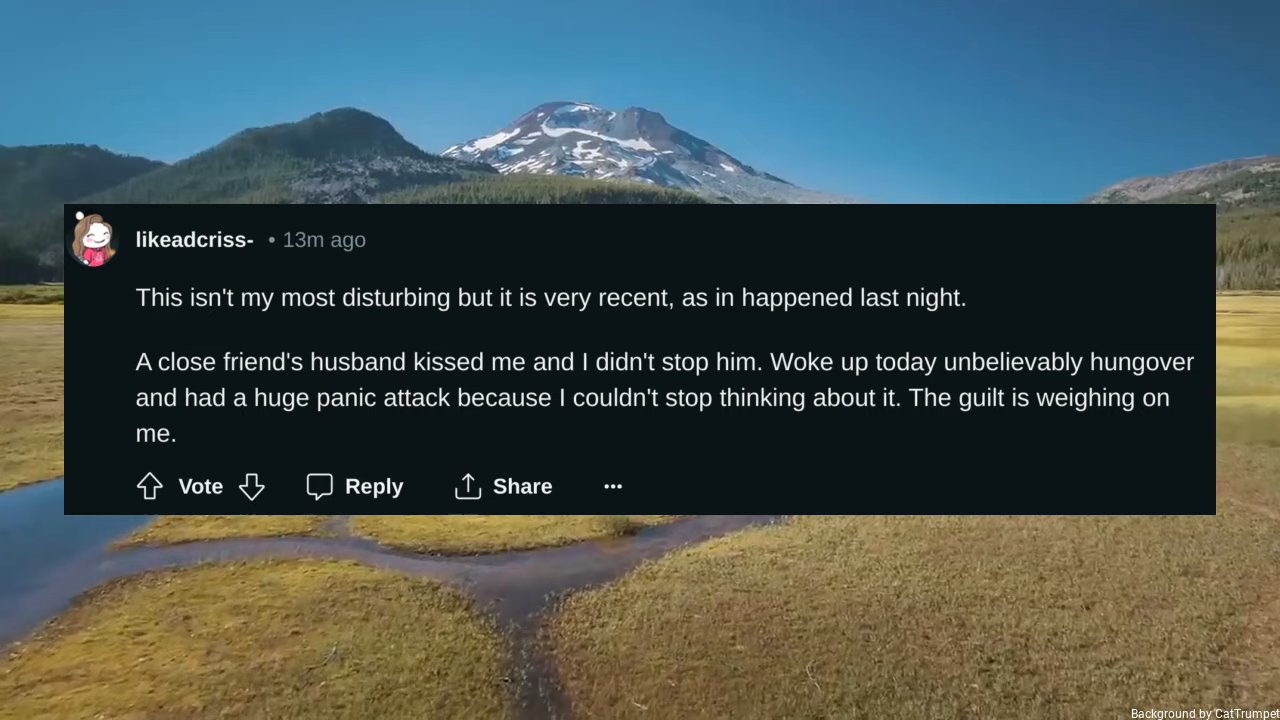 likeadcriss- • 13m ago
This isn't my most disturbing but it is very recent, as in happened last night.
A close friend's husband kissed me and I didn't stop him. Woke up today unbelievably hungover
and had a huge panic attack because I couldn't stop thinking about it. The guilt is weighing on
me.
Vote Reply Share ···
Background by CatTrumpet